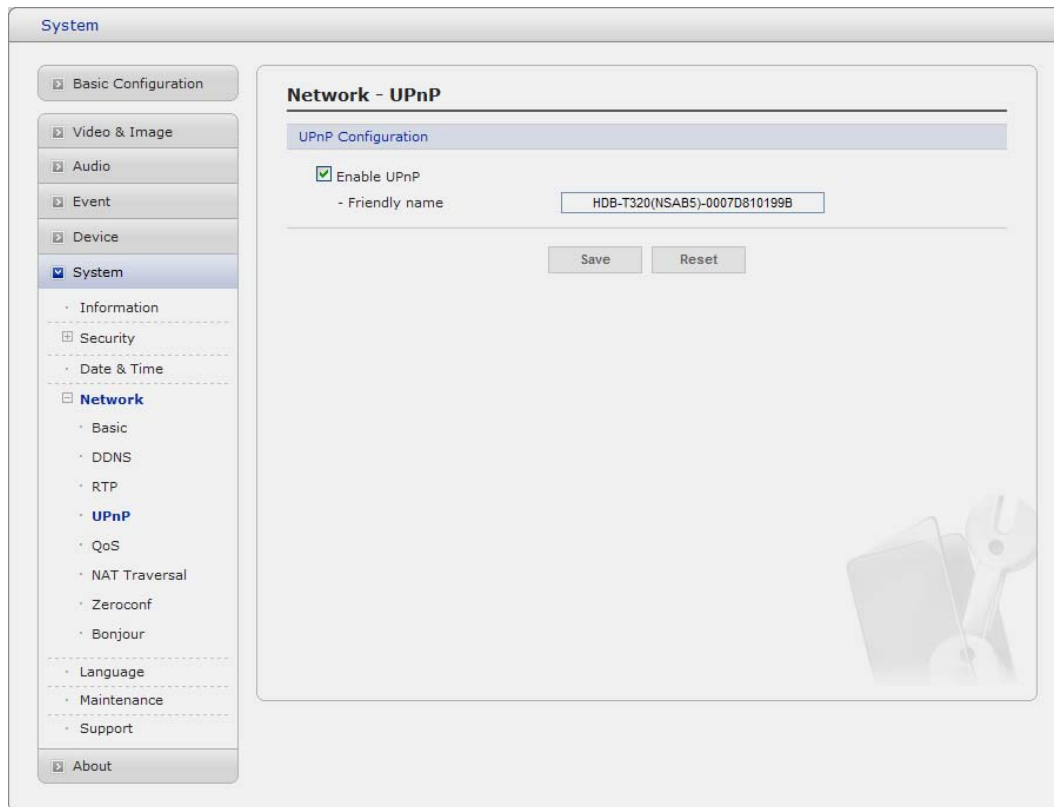 System
Basic Configuration
Video & Image
Audio
Event
Device
System
Information
Security
Date & Time
Network
Basic
DDNS
RTP
UPnP
QoS
NAT Traversal
Zeroconf
Bonjour
Language
Maintenance
Support
About
Network - UPnP
UPnP Configuration
Enable UPnP
- Friendly name HDB-T320(NSAB5)-0007D810199B
Save Reset